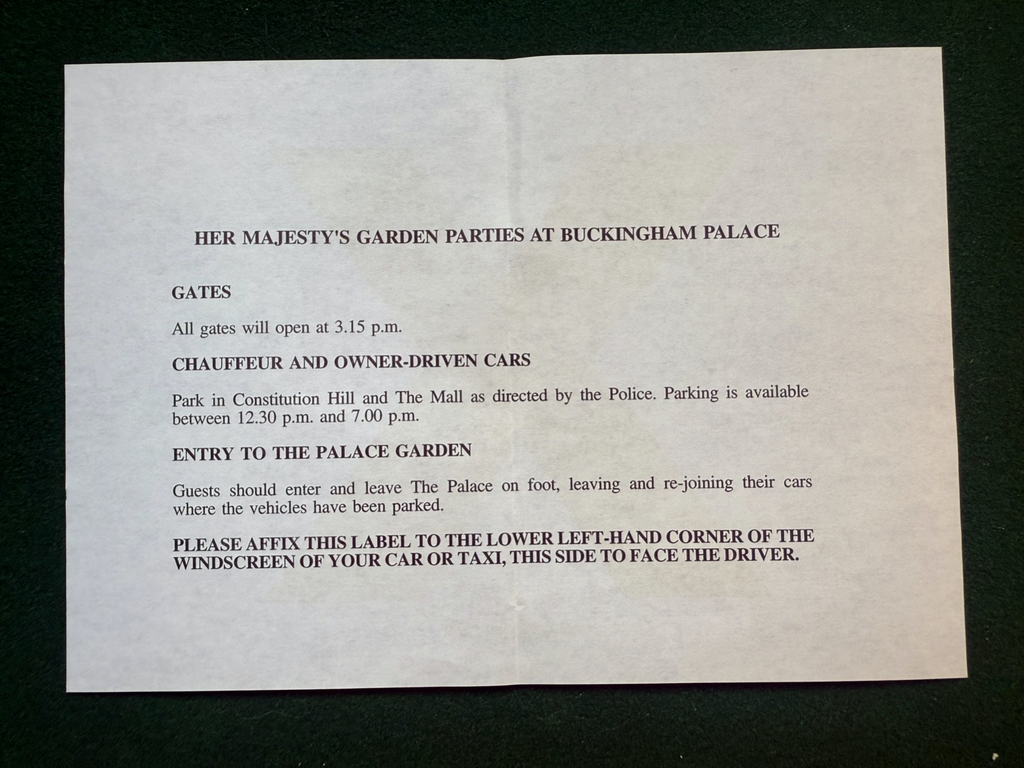 HER MAJESTY'S GARDEN PARTIES AT BUCKINGHAM PALACE
GATES
All gates will open at 3.15 p.m.
CHAUFFEUR AND OWNER-DRIVEN CARS
Park in Constitution Hill and The Mall as directed by the Police. Parking is available
between 12.30 p.m. and 7.00 p.m.
ENTRY TO THE PALACE GARDEN
Guests should enter and leave The Palace on foot, leaving and re-joining their cars
where the vehicles have been parked.
PLEASE AFFIX THIS LABEL TO THE LOWER LEFT-HAND CORNER OF THE
WINDSCREEN OF YOUR CAR OR TAXI, THIS SIDE TO FACE THE DRIVER.